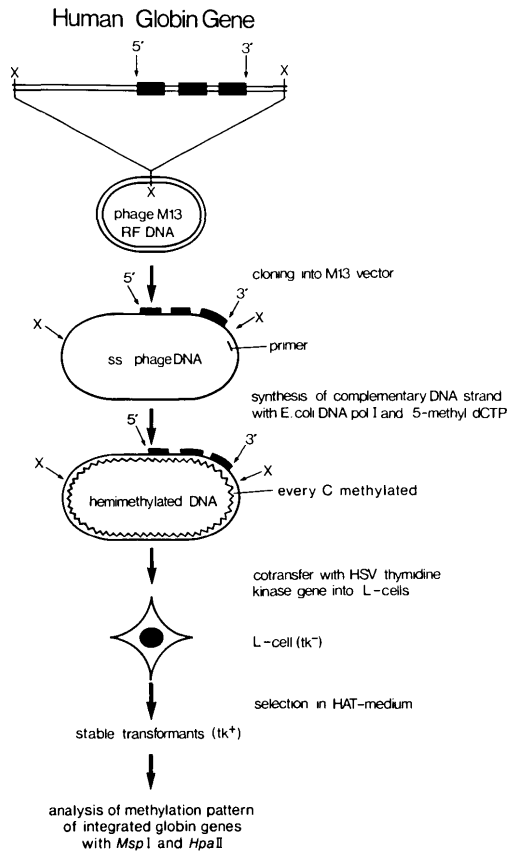 Human Globin Gene
5′ 3′
X X
X
phage M13
RF DNA
cloning into M13 vector
5′ 3′
X X
primer
ss phage DNA
synthesis of complementary DNA strand
with E. coli DNA pol I and 5-methyl dCTP
5′ 3′
X X
hemimethylated DNA
every C methylated
cotransfer with HSV thymidine
kinase gene into L-cells
L-cell (tk⁻)
selection in HAT-medium
stable transformants (tk⁺)
analysis of methylation pattern
of integrated globin genes
with Msp I and Hpa II